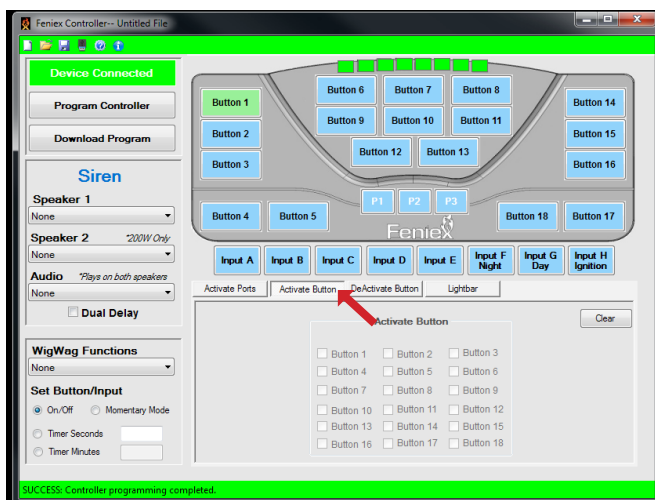 Feniex Controller-- Untitled File
Device Connected
Program Controller
Download Program
Siren
Speaker 1
None
Speaker 2 *200W Only
None
Audio *Plays on both speakers
None
Dual Delay
WigWag Functions
None
Set Button/Input
On/Off Momentary Mode
Timer Seconds
Timer Minutes
Button 6 Button 7 Button 8
Button 1 Button 14
Button 9 Button 10 Button 11
Button 2 Button 15
Button 12 Button 13
Button 3 Button 16
P1 P2 P3
Button 4 Button 5 Button 18 Button 17
Feniex
Input A Input B Input C Input D Input E Input F Night Input G Day Input H Ignition
Activate Ports Activate Button DeActivate Button Lightbar
Activate Button Clear
Button 1 Button 2 Button 3
Button 4 Button 5 Button 6
Button 7 Button 8 Button 9
Button 10 Button 11 Button 12
Button 13 Button 14 Button 15
Button 16 Button 17 Button 18
SUCCESS: Controller programming completed.